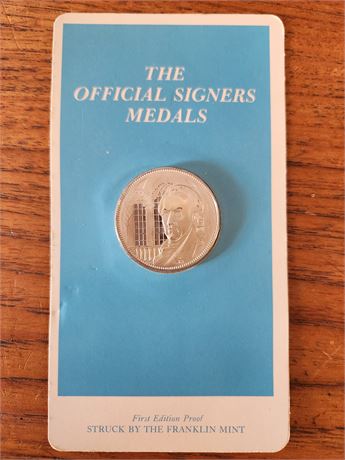 THE
OFFICIAL SIGNERS
MEDALS
First Edition Proof
STRUCK BY THE FRANKLIN MINT